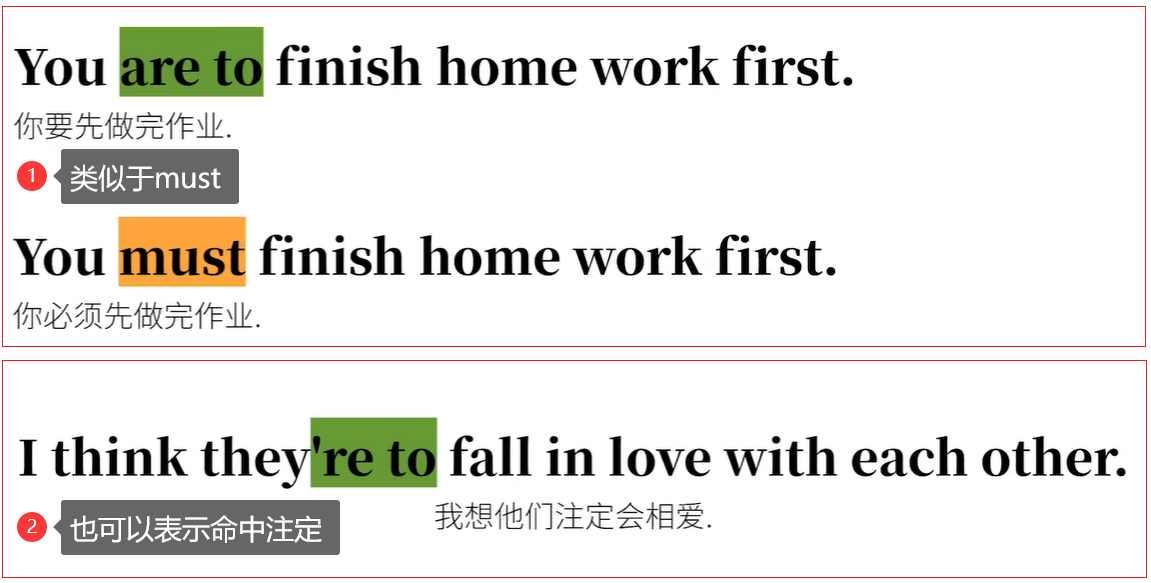 You are to finish home work first.
你要先做完作业.
1 类似于must
You must finish home work first.
你必须先做完作业.
I think they're to fall in love with each other.
我想他们注定会相爱.
2 也可以表示命中注定